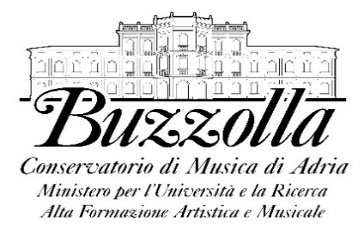 Buzzolla
Conservatorio di Musica di Adria
Ministero per l'Università e la Ricerca
Alta Formazione Artistica e Musicale